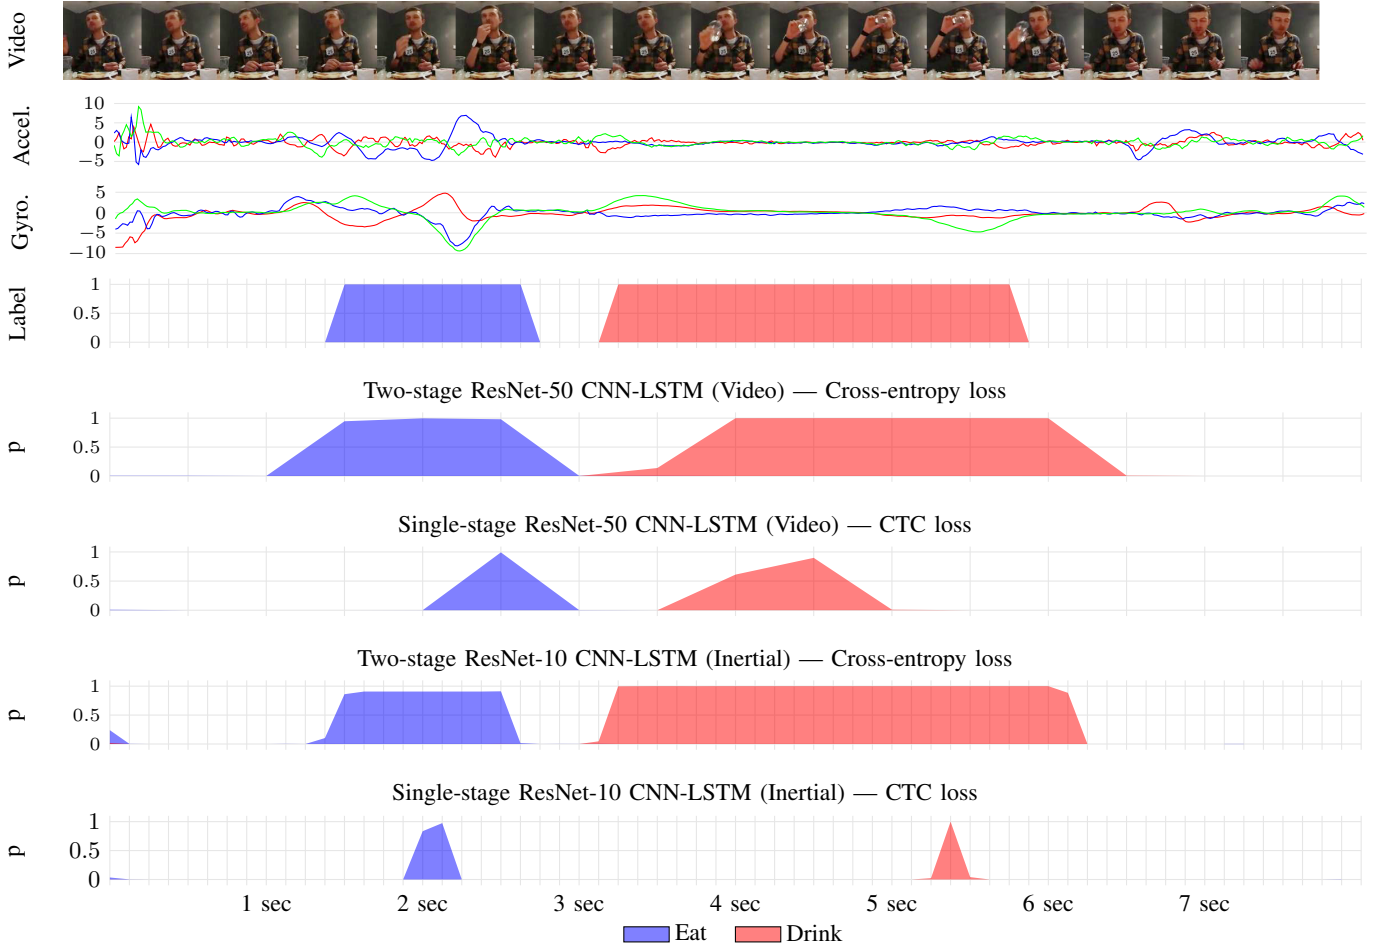 Video
Accel.
10
5
0
−5
Gyro.
5
0
−5
−10
Label
1
0.5
0
Two-stage ResNet-50 CNN-LSTM (Video) — Cross-entropy loss
p
1
0.5
0
Single-stage ResNet-50 CNN-LSTM (Video) — CTC loss
p
1
0.5
0
Two-stage ResNet-10 CNN-LSTM (Inertial) — Cross-entropy loss
p
1
0.5
0
Single-stage ResNet-10 CNN-LSTM (Inertial) — CTC loss
p
1
0.5
0
1 sec 2 sec 3 sec 4 sec 5 sec 6 sec 7 sec
Eat Drink